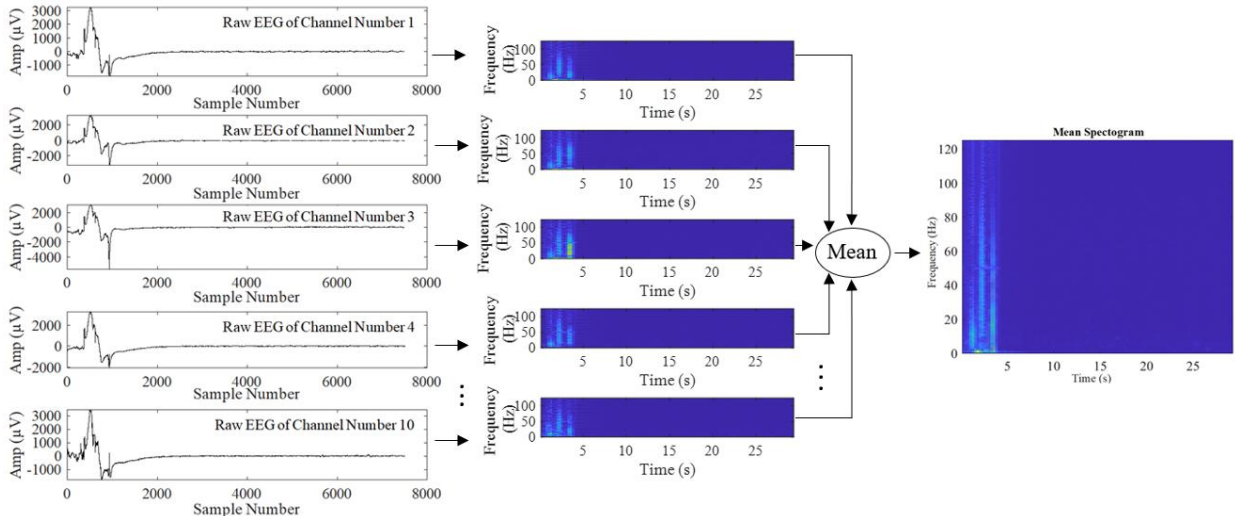 Raw EEG of Channel Number 1
Amp (µV)
3000
2000
1000
0
-1000
0
2000
4000
6000
8000
Sample Number
Frequency
(Hz)
100
50
0
5
10
15
20
25
Time (s)
Raw EEG of Channel Number 2
Amp (µV)
2000
0
-2000
0
2000
4000
6000
8000
Sample Number
Frequency
(Hz)
100
50
0
5
10
15
20
25
Time (s)
Raw EEG of Channel Number 3
Amp (µV)
2000
0
-2000
-4000
0
2000
4000
6000
8000
Sample Number
Frequency
(Hz)
100
50
0
5
10
15
20
25
Time (s)
Raw EEG of Channel Number 4
Amp (µV)
2000
0
-2000
0
2000
4000
6000
8000
Sample Number
Frequency
(Hz)
100
50
0
5
10
15
20
25
Time (s)
Raw EEG of Channel Number 10
Amp (µV)
3000
2000
1000
0
-1000
0
2000
4000
6000
8000
Sample Number
Frequency
(Hz)
100
50
0
5
10
15
20
25
Time (s)
Mean
Mean Spectogram
Frequency (Hz)
120
100
80
60
40
20
0
5
10
15
20
25
Time (s)